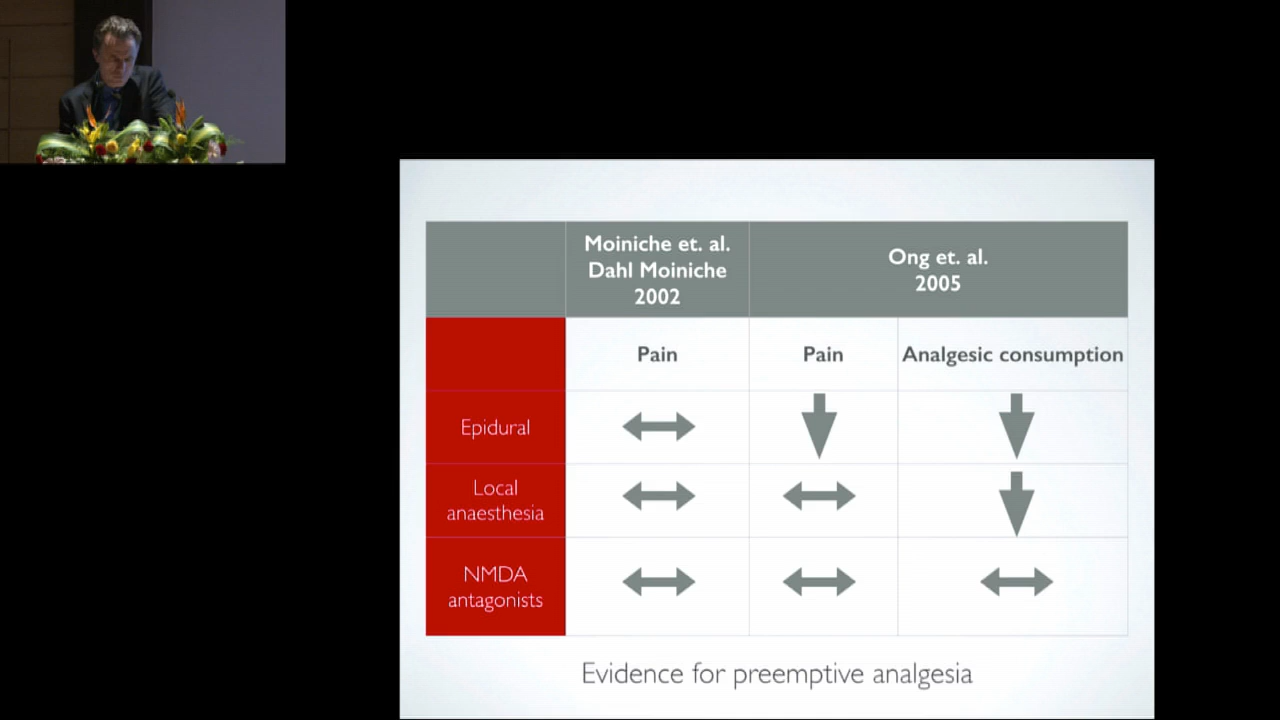 Moiniche et. al.
Dahl Moiniche
2002
Ong et. al.
2005
Pain
Pain
Analgesic consumption
Epidural
Local
anaesthesia
NMDA
antagonists
Evidence for preemptive analgesia